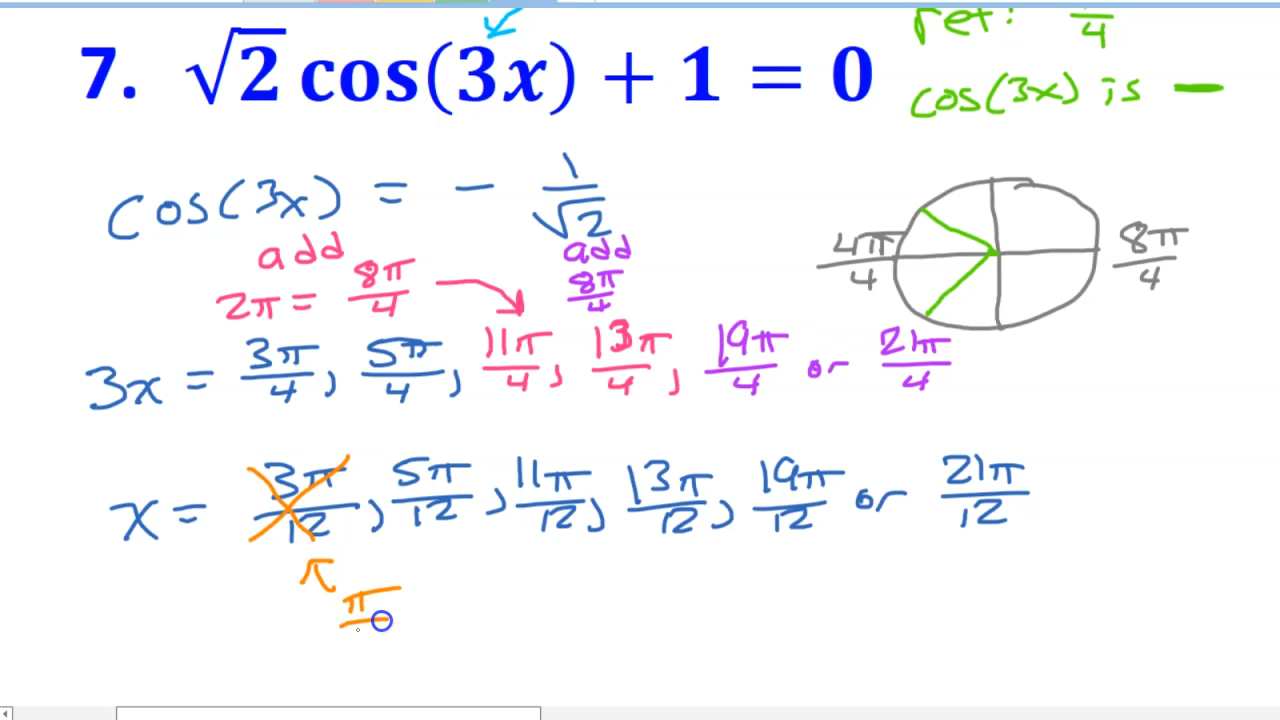 ref: π/4
7. √2 cos(3x) + 1 = 0
cos(3x) is −
cos(3x) = − 1/√2
add
2π = 8π/4
add
8π/4
4π/4
8π/4
3x = 3π/4, 5π/4, 11π/4, 13π/4, 19π/4 or 21π/4
x = 3π/12, 5π/12, 11π/12, 13π/12, 19π/12 or 21π/12
π